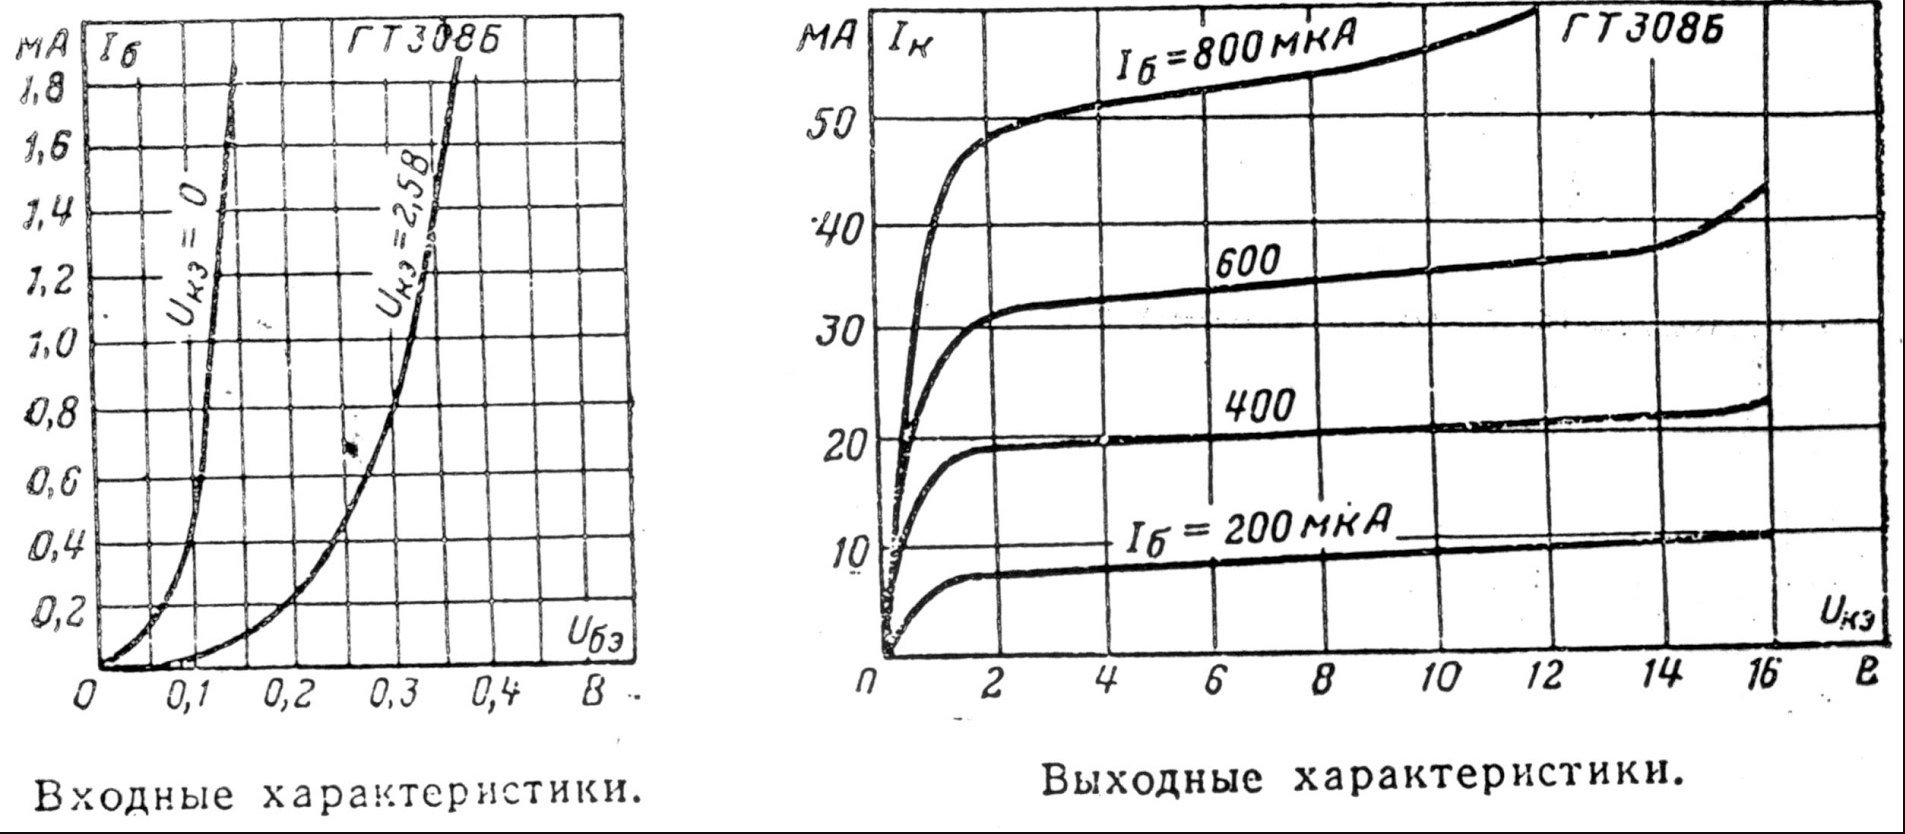 мА Iб ГТ308Б
1,8
1,6
1,4
1,2
1,0
0,8
0,6
0,4
0,2
Uкэ = 0
Uкэ = 2,5В
Uбэ
0 0,1 0,2 0,3 0,4 В
Входные характеристики.
мА Iк Iб = 800 мкА ГТ308Б
50
40
30
20
10
600
400
Iб = 200 мкА
Uкэ
0 2 4 6 8 10 12 14 16 В
Выходные характеристики.